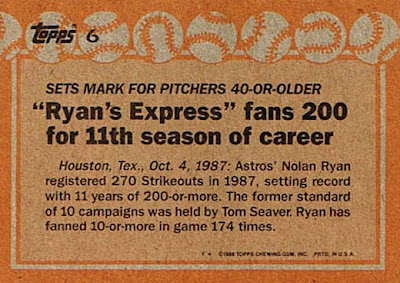 Topps 6
SETS MARK FOR PITCHERS 40-OR-OLDER
“Ryan's Express” fans 200
for 11th season of career
Houston, Tex., Oct. 4, 1987: Astros' Nolan Ryan
registered 270 Strikeouts in 1987, setting record
with 11 years of 200-or-more. The former standard
of 10 campaigns was held by Tom Seaver. Ryan has
fanned 10-or-more in game 174 times.
©1988 TOPPS CHEWING GUM, INC. PRTD. IN U.S.A.